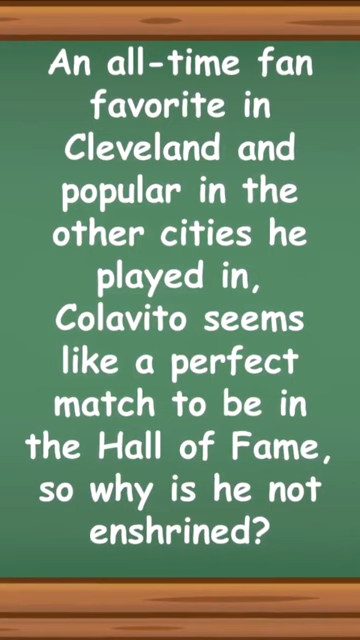 An all-time fan
favorite in
Cleveland and
popular in the
other cities he
played in,
Colavito seems
like a perfect
match to be in
the Hall of Fame,
so why is he not
enshrined?